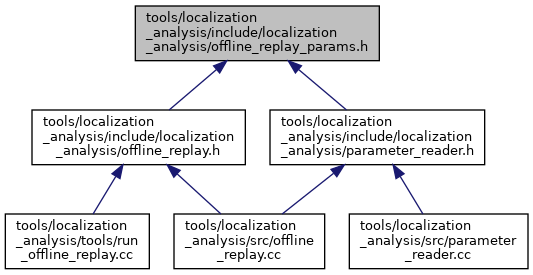 tools/localization
_analysis/include/localization
_analysis/offline_replay_params.h
tools/localization
_analysis/include/localization
_analysis/offline_replay.h
tools/localization
_analysis/include/localization
_analysis/parameter_reader.h
tools/localization
_analysis/tools/run
_offline_replay.cc
tools/localization
_analysis/src/offline
_replay.cc
tools/localization
_analysis/src/parameter
_reader.cc